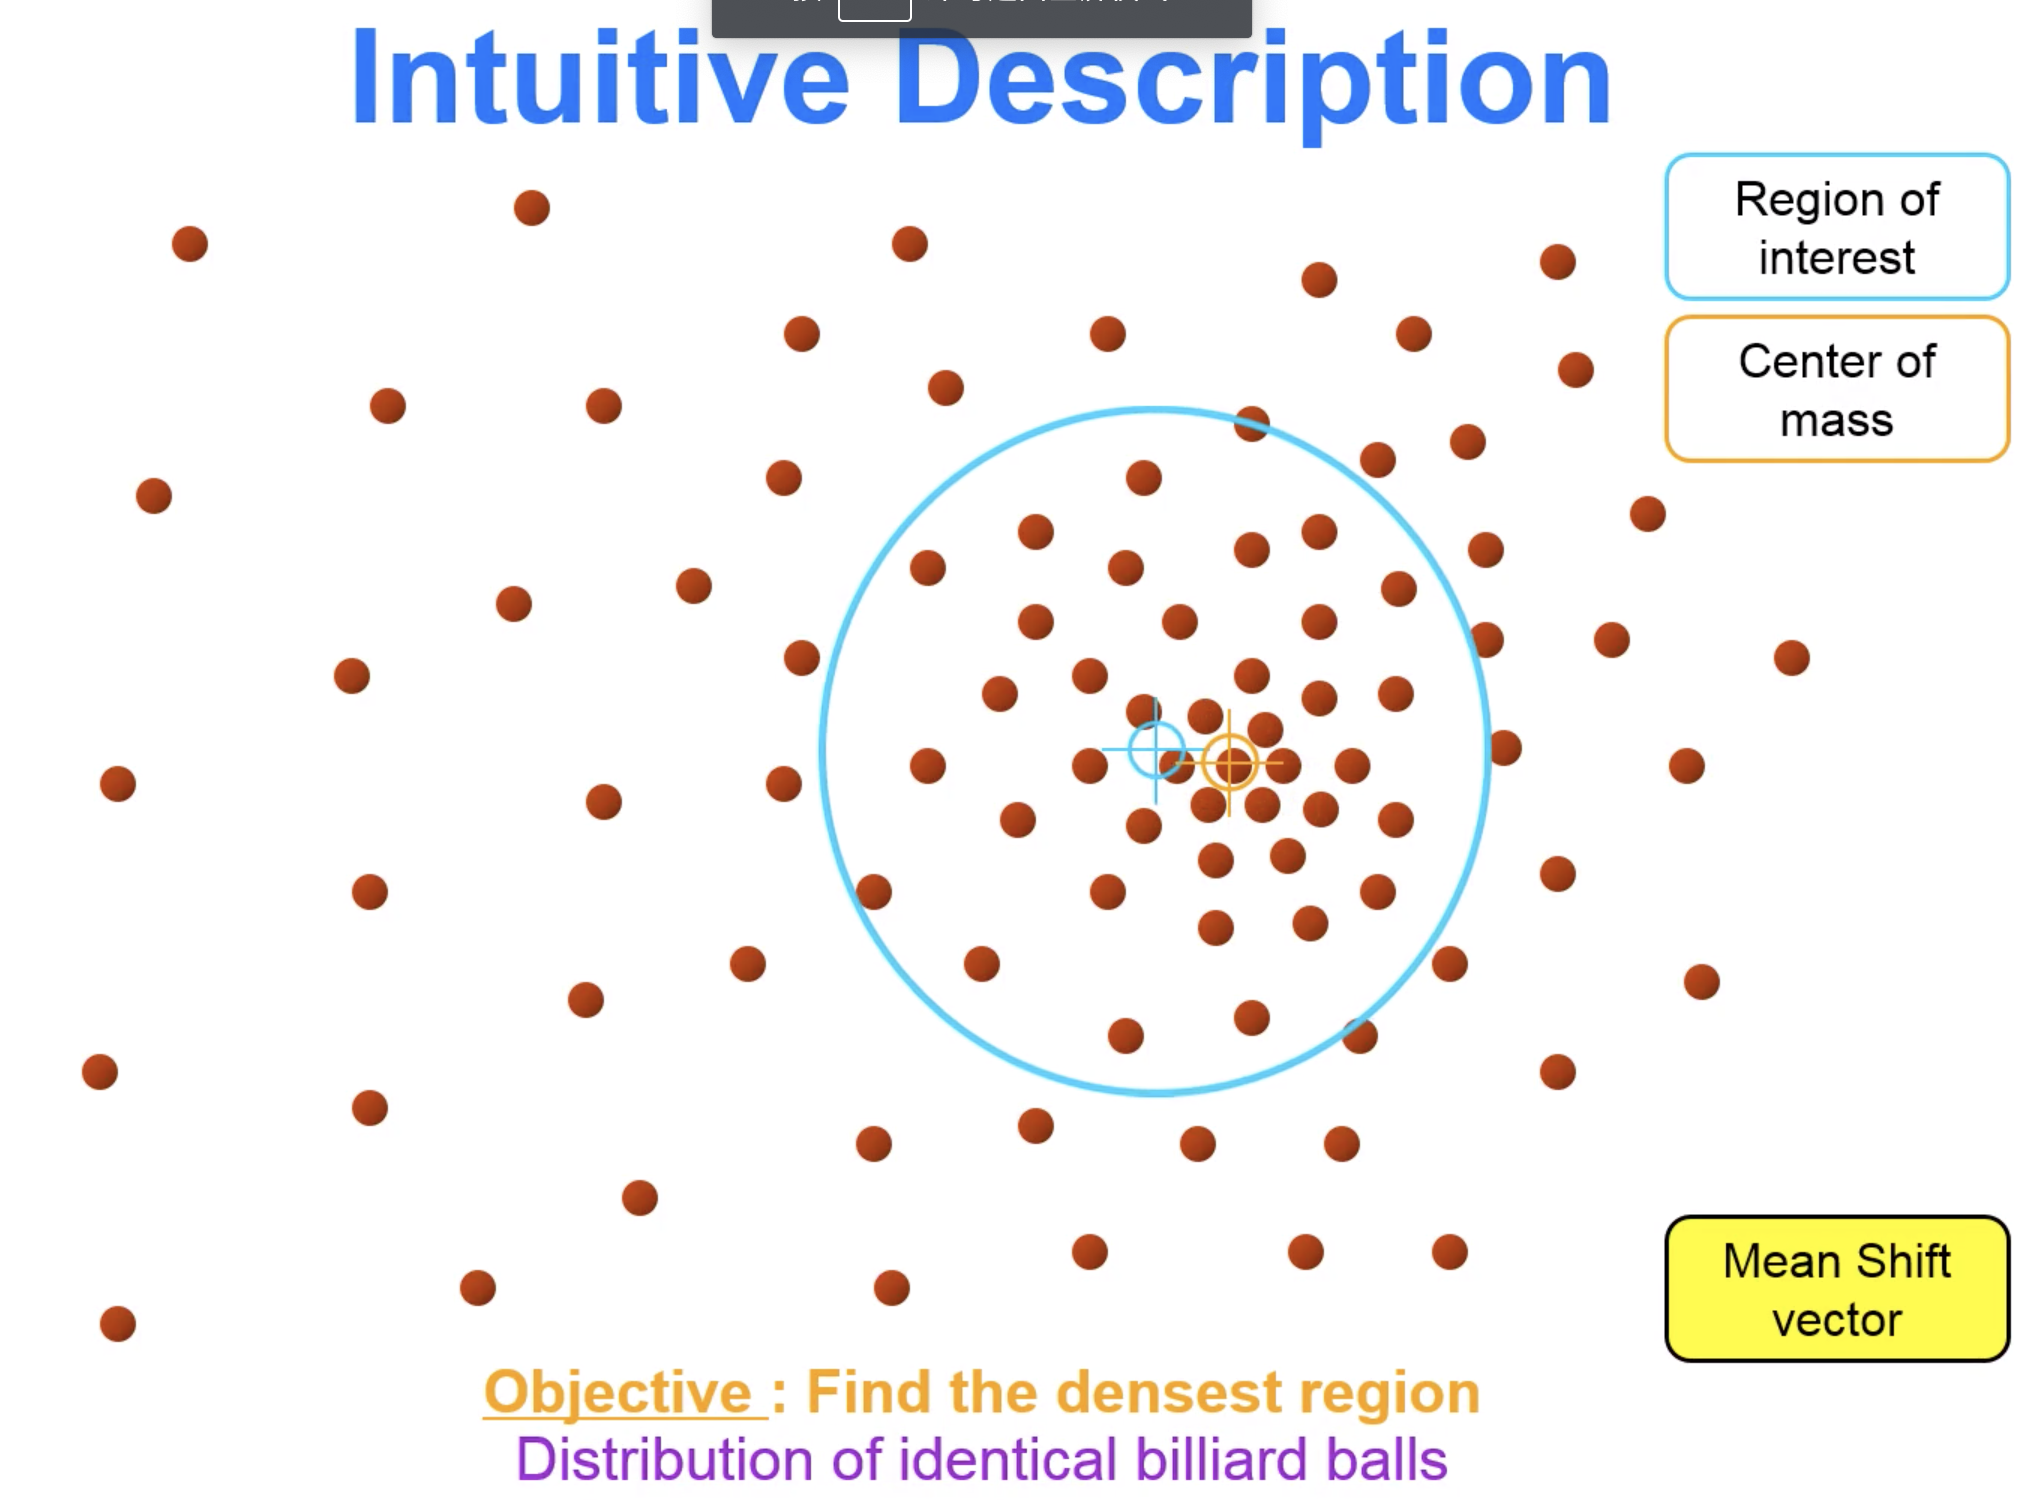 Intuitive Description
Region of
interest
Center of
mass
Mean Shift
vector
Objective : Find the densest region
Distribution of identical billiard balls